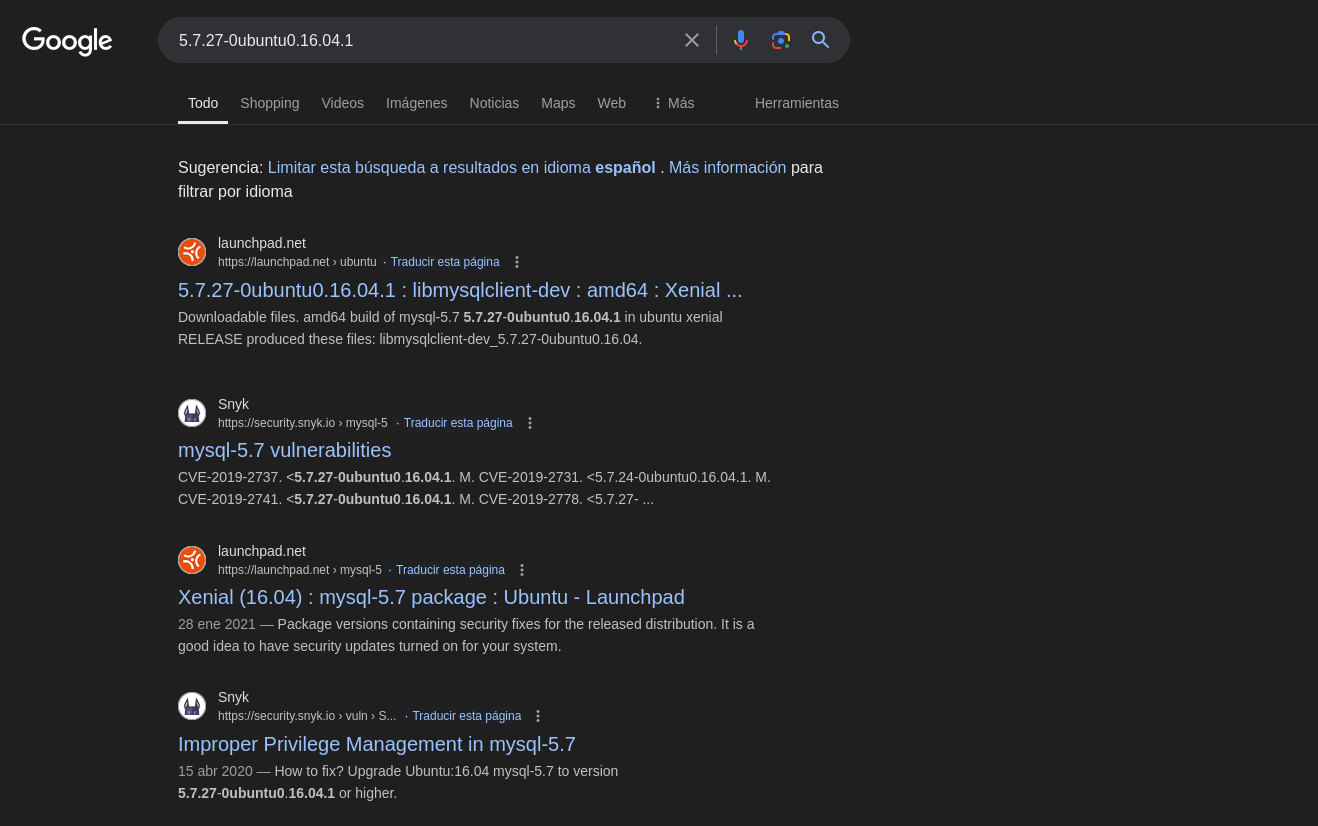 Google
5.7.27-0ubuntu0.16.04.1
Todo Shopping Videos Imágenes Noticias Maps Web Más Herramientas
Sugerencia: Limitar esta búsqueda a resultados en idioma español . Más información para
filtrar por idioma
launchpad.net
https://launchpad.net › ubuntu · Traducir esta página
5.7.27-0ubuntu0.16.04.1 : libmysqlclient-dev : amd64 : Xenial ...
Downloadable files. amd64 build of mysql-5.7 5.7.27-0ubuntu0.16.04.1 in ubuntu xenial
RELEASE produced these files: libmysqlclient-dev_5.7.27-0ubuntu0.16.04.
Snyk
https://security.snyk.io › mysql-5 · Traducir esta página
mysql-5.7 vulnerabilities
CVE-2019-2737. <5.7.27-0ubuntu0.16.04.1. M. CVE-2019-2731. <5.7.24-0ubuntu0.16.04.1. M.
CVE-2019-2741. <5.7.27-0ubuntu0.16.04.1. M. CVE-2019-2778. <5.7.27- ...
launchpad.net
https://launchpad.net › mysql-5 · Traducir esta página
Xenial (16.04) : mysql-5.7 package : Ubuntu - Launchpad
28 ene 2021 — Package versions containing security fixes for the released distribution. It is a
good idea to have security updates turned on for your system.
Snyk
https://security.snyk.io › vuln › S... · Traducir esta página
Improper Privilege Management in mysql-5.7
15 abr 2020 — How to fix? Upgrade Ubuntu:16.04 mysql-5.7 to version
5.7.27-0ubuntu0.16.04.1 or higher.